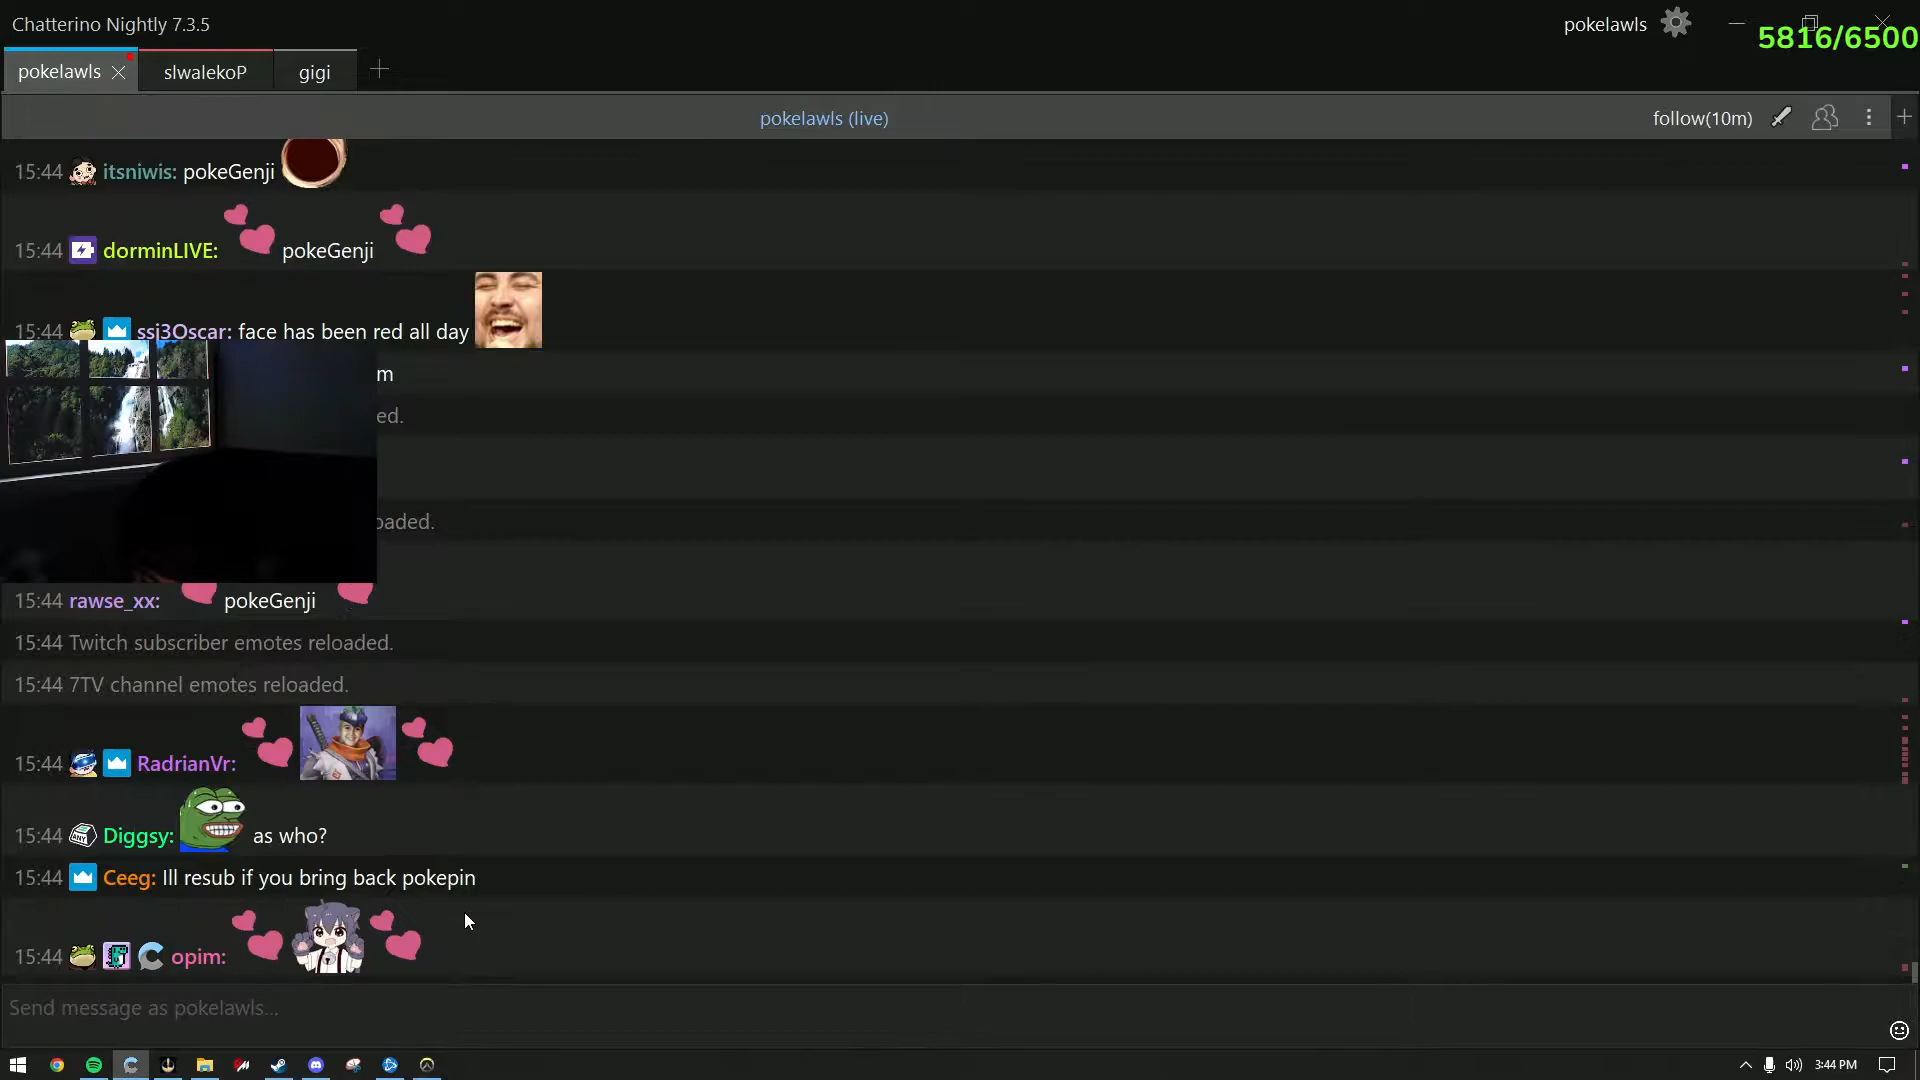 Chatterino Nightly 7.3.5
pokelawls
5816/6500
pokelawls
slwalekoP
gigi
pokelawls (live)
follow(10m)
15:44 itsniwis: pokeGenji
15:44 dorminLIVE: pokeGenji
15:44 ssj3Oscar: face has been red all day
m
ed.
oaded.
15:44 rawse_xx: pokeGenji
15:44 Twitch subscriber emotes reloaded.
15:44 7TV channel emotes reloaded.
15:44 RadrianVr:
15:44 Diggsy: as who?
15:44 Ceeg: Ill resub if you bring back pokepin
15:44 opim:
Send message as pokelawls...
3:44 PM